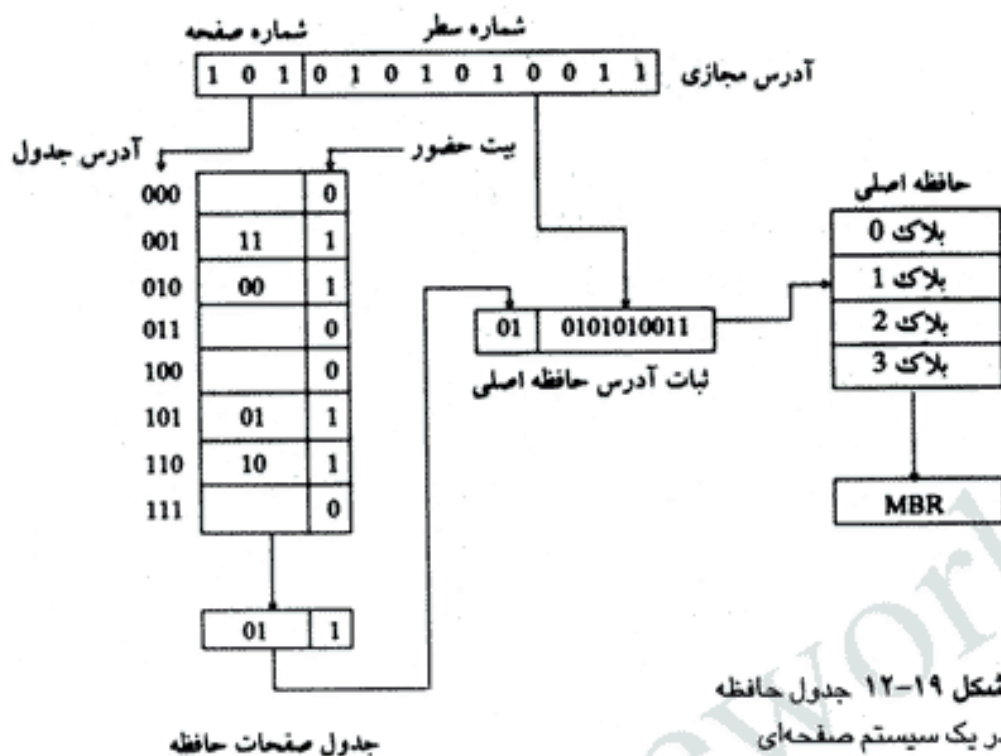 شماره صفحه شماره سطر
1 0 1 0 1 0 1 0 1 0 0 1 1 آدرس مجازی
آدرس جدول بیت حضور
000 0
001 11 1
010 00 1
011 0
100 0
101 01 1
110 10 1
111 0
01 1
جدول صفحات حافظه
01 0101010011
ثبات آدرس حافظه اصلی
حافظه اصلی
بلاک 0
بلاک 1
بلاک 2
بلاک 3
MBR
شکل ۱۹-۱۲ جدول حافظه
در یک سیستم صفحه‌ای